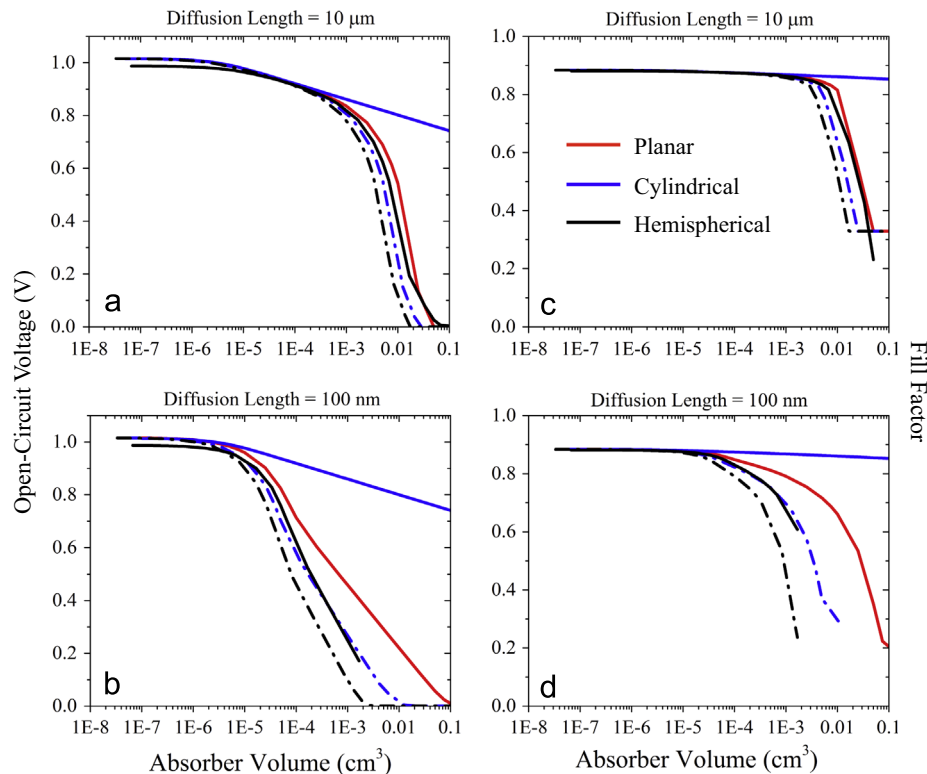 Diffusion Length = 10 μm
1.0
0.8
0.6
0.4
0.2
0.0
a
1E-8 1E-7 1E-6 1E-5 1E-4 1E-3 0.01 0.1
Diffusion Length = 10 μm
1.0
0.8
0.6
0.4
0.2
0.0
Planar
Cylindrical
Hemispherical
c
1E-8 1E-7 1E-6 1E-5 1E-4 1E-3 0.01 0.1
Open-Circuit Voltage (V)
Fill Factor
Diffusion Length = 100 nm
1.0
0.8
0.6
0.4
0.2
0.0
b
1E-8 1E-7 1E-6 1E-5 1E-4 1E-3 0.01 0.1
Absorber Volume (cm³)
Diffusion Length = 100 nm
1.0
0.8
0.6
0.4
0.2
0.0
d
1E-8 1E-7 1E-6 1E-5 1E-4 1E-3 0.01 0.1
Absorber Volume (cm³)